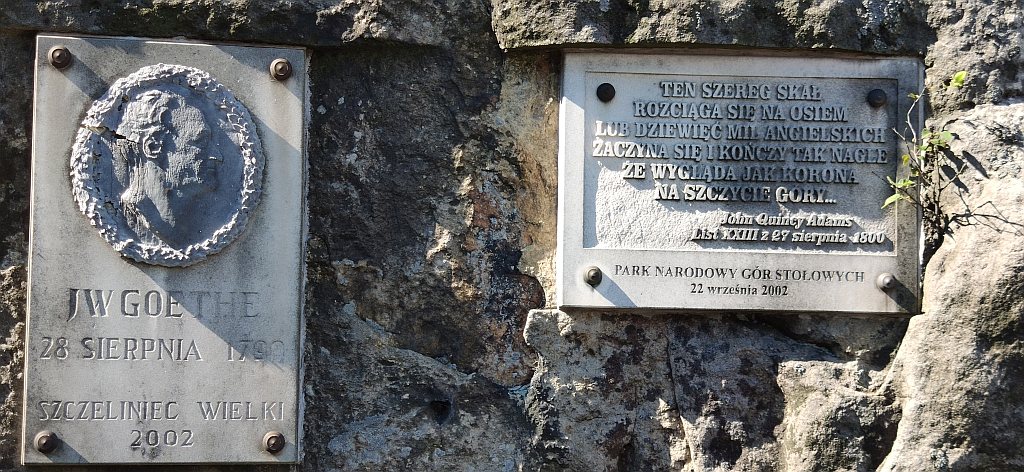 JW GOETHE
28 SIERPNIA 1790
SZCZELINIEC WIELKI
2002
TEN SZEREG SKAŁ
ROZCIĄGA SIĘ NA OSIEM
LUB DZIEWIĘĆ MIL ANGIELSKICH
ZACZYNA SIĘ I KOŃCZY TAK NAGLE
ŻE WYGLĄDA JAK KORONA
NA SZCZYCIE GÓRY...
John Quincy Adams
List XXIII z 27 sierpnia 1800
PARK NARODOWY GÓR STOŁOWYCH
22 września 2002